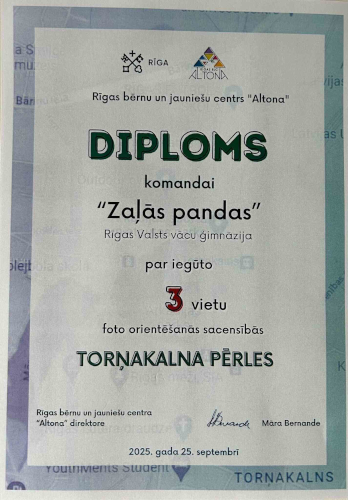 RĪGA
ALTONA
Rīgas bērnu un jauniešu centrs "Altona"
DIPLOMS
komandai
“Zaļās pandas”
Rīgas Valsts vācu ģimnāzija
par iegūto
3 vietu
foto orientēšanās sacensībās
TORŅAKALNA PĒRLES
Rīgas bērnu un jauniešu centra
"Altona" direktore
Māra Bernande
2025. gada 25. septembrī
YouthMents Student
TORŅAKALNS